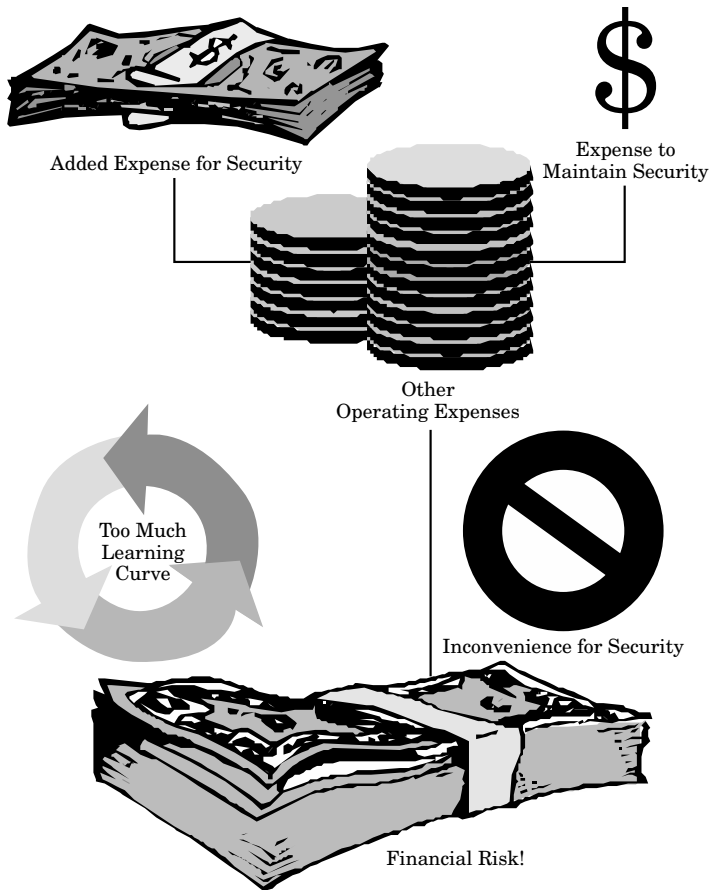 $
$
Added Expense for Security
Expense to
Maintain Security
Other
Operating Expenses
Too Much
Learning
Curve
Inconvenience for Security
Financial Risk!